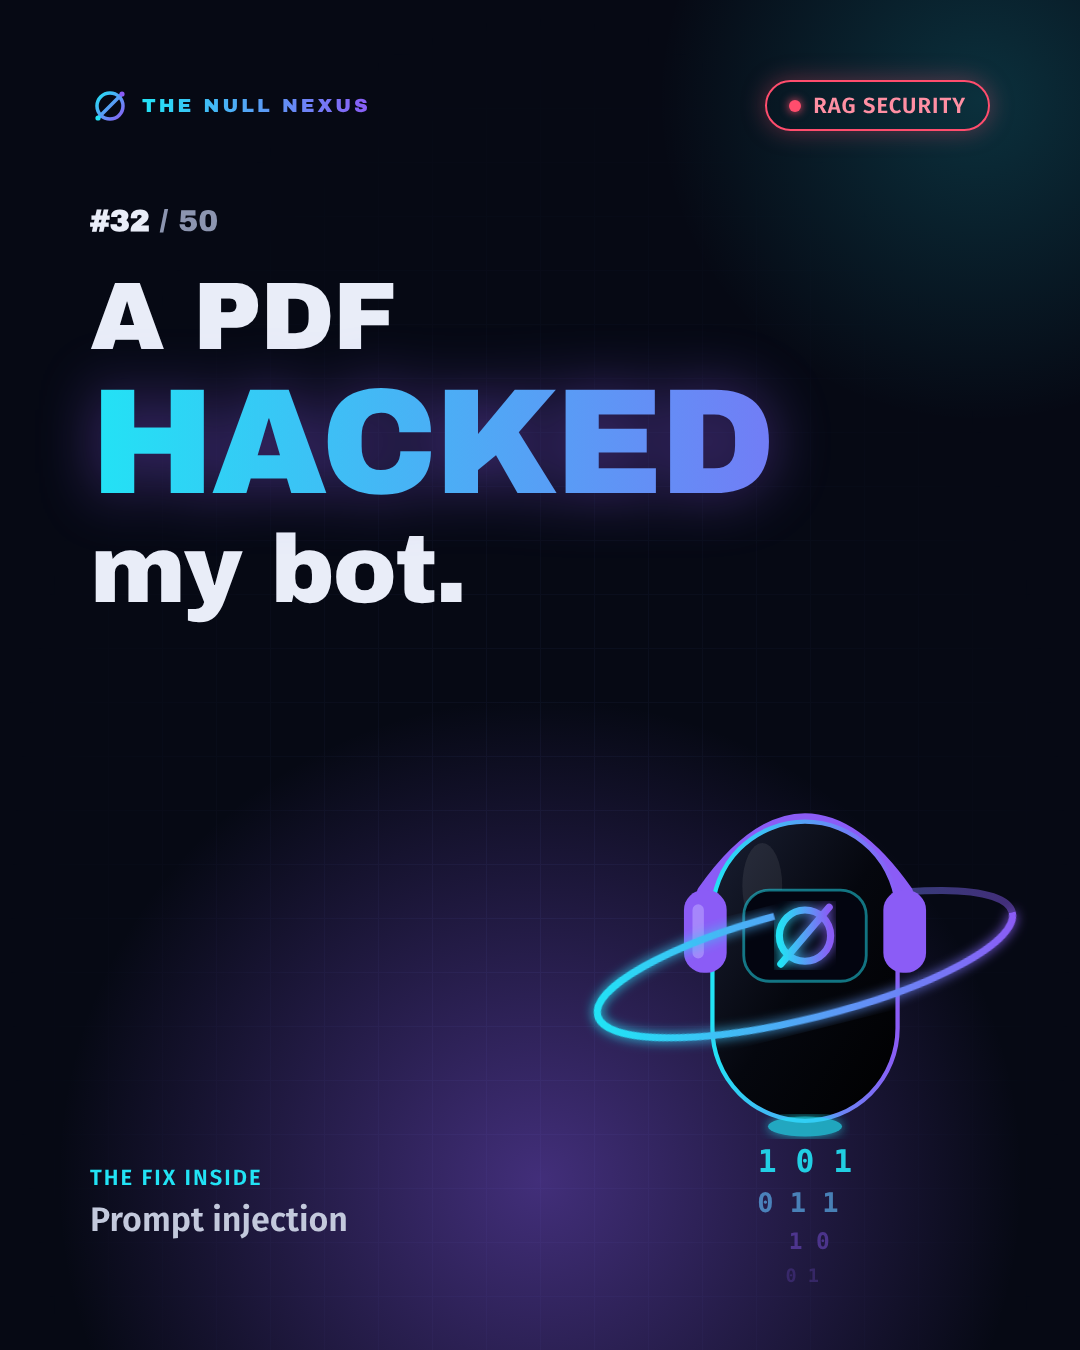 THE NULL NEXUS
RAG SECURITY
#32 / 50
A PDF
HACKED
my bot.
THE FIX INSIDE
Prompt injection
1 0 1
0 1 1
1 0
0 1